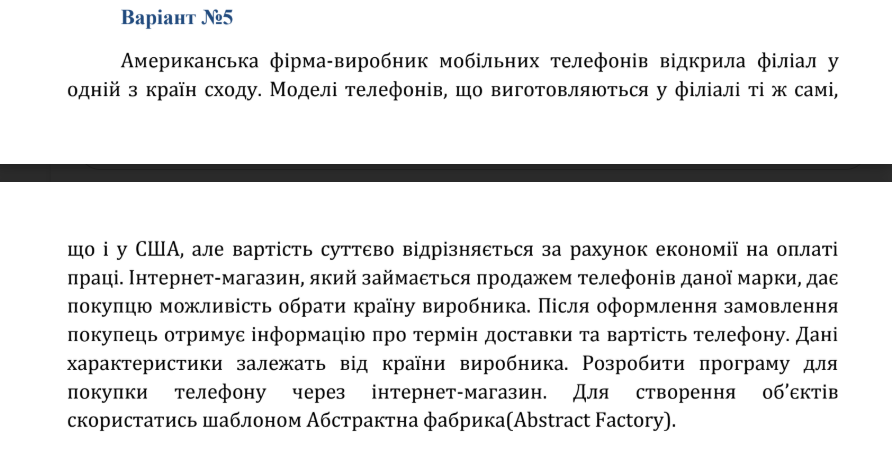 Варіант №5
Американська фірма-виробник мобільних телефонів відкрила філіал у
одній з країн сходу. Моделі телефонів, що виготовляються у філіалі ті ж самі,
що і у США, але вартість суттєво відрізняється за рахунок економії на оплаті
праці. Інтернет-магазин, який займається продажем телефонів даної марки, дає
покупцю можливість обрати країну виробника. Після оформлення замовлення
покупець отримує інформацію про термін доставки та вартість телефону. Дані
характеристики залежать від країни виробника. Розробити програму для
покупки телефону через інтернет-магазин. Для створення об’єктів
скористатись шаблоном Абстрактна фабрика(Abstract Factory).